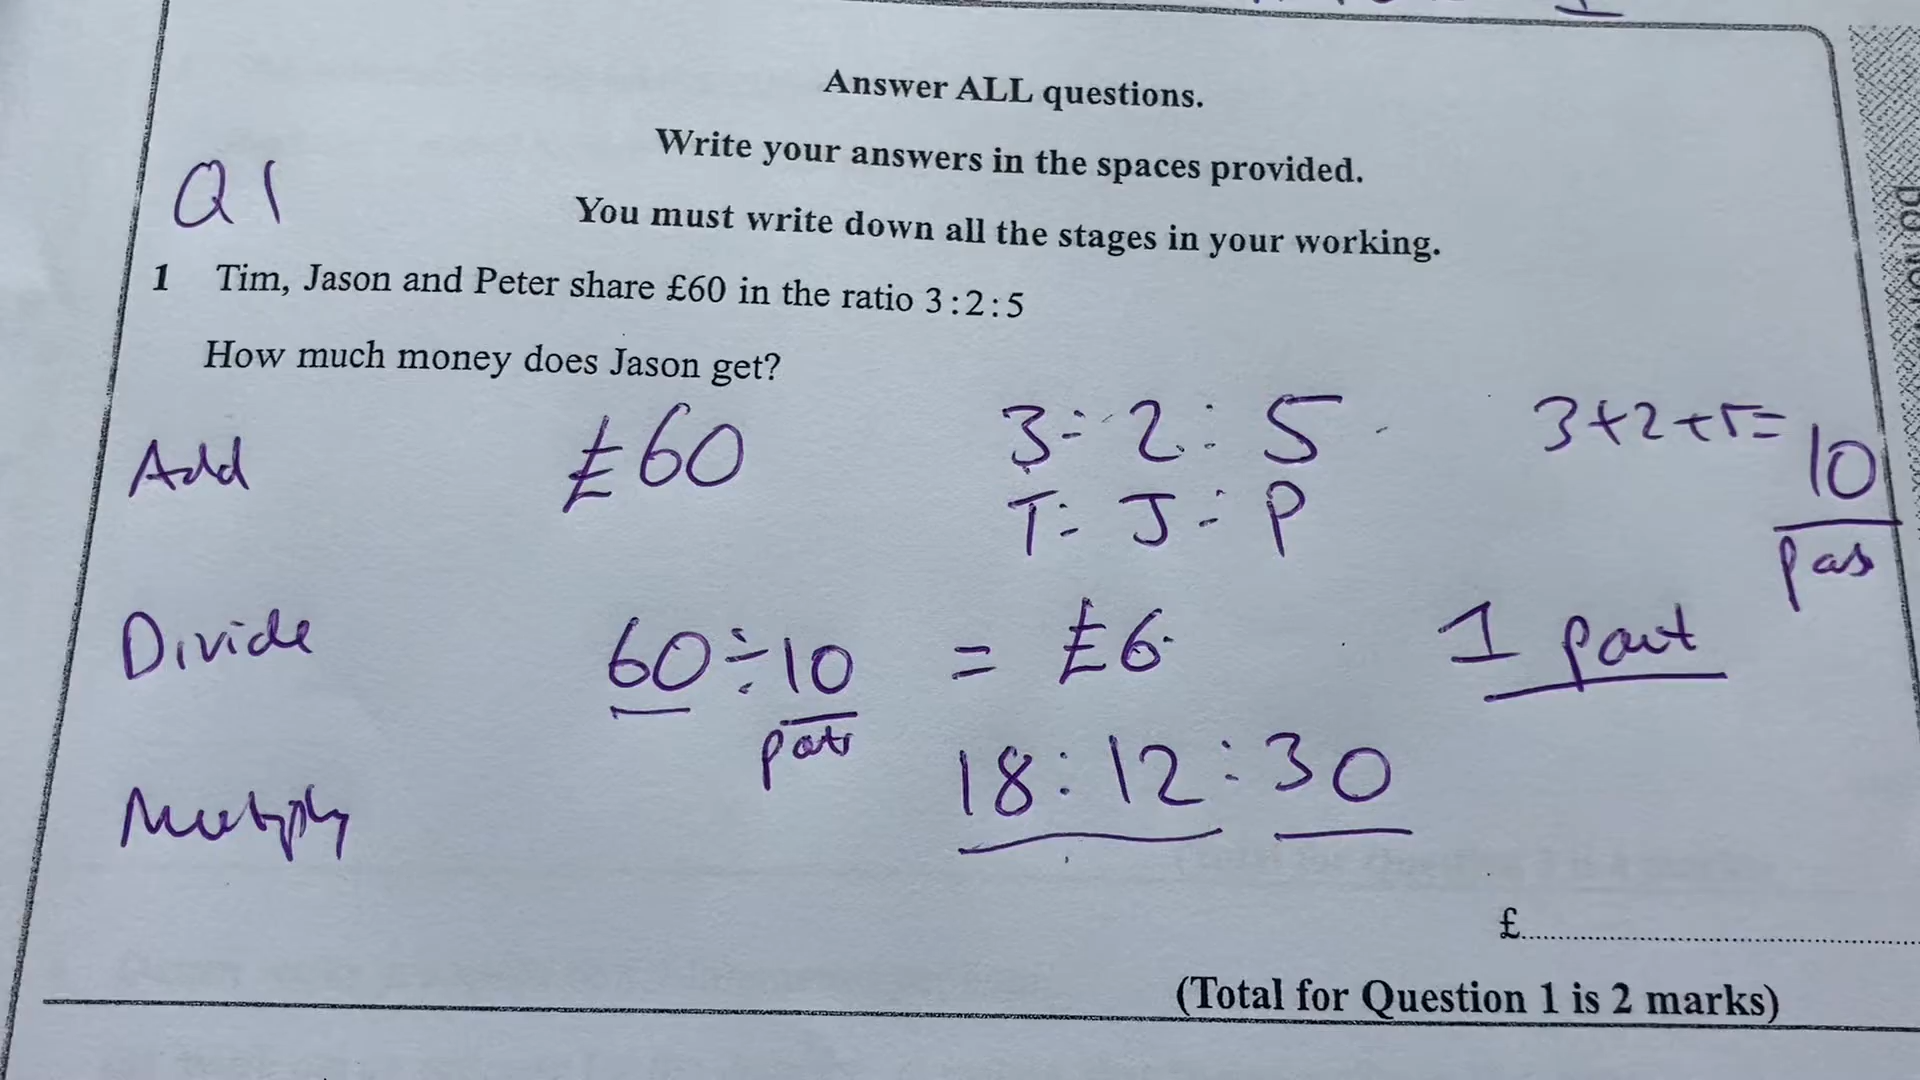 Answer ALL questions.
Write your answers in the spaces provided.
You must write down all the stages in your working.
Q1
1 Tim, Jason and Peter share £60 in the ratio 3 : 2 : 5
How much money does Jason get?
Add £60 3 : 2 : 5 3+2+5= 10
T : J : P
Divide 60 ÷ 10 = £6 1 part
parts
Multiply 18 : 12 : 30
£
(Total for Question 1 is 2 marks)